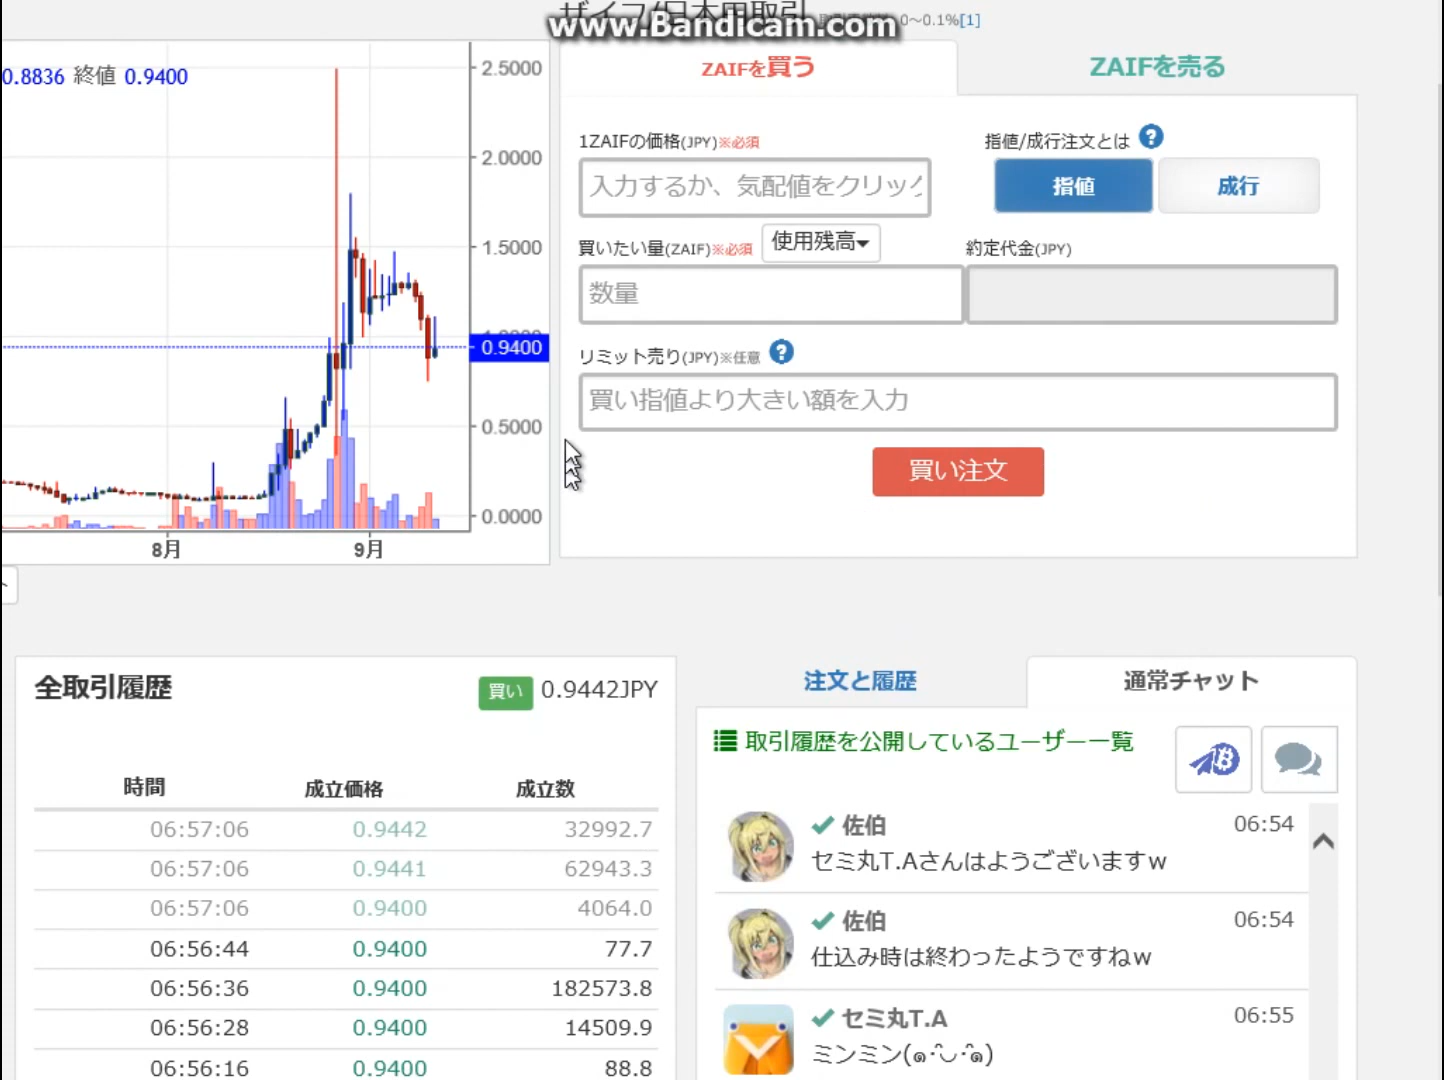 ザイフ/日本円取引 0～0.1%[1]
www.Bandicam.com
0.8836 終値 0.9400
2.5000
2.0000
1.5000
0.9400
0.5000
0.0000
8月
9月
ZAIFを買う
ZAIFを売る
1ZAIFの価格(JPY)※必須
指値/成行注文とは ?
入力するか、気配値をクリック
指値
成行
買いたい量(ZAIF)※必須
使用残高
約定代金(JPY)
数量
リミット売り(JPY)※任意 ?
買い指値より大きい額を入力
買い注文
全取引履歴
買い 0.9442JPY
時間 成立価格 成立数
06:57:06 0.9442 32992.7
06:57:06 0.9441 62943.3
06:57:06 0.9400 4064.0
06:56:44 0.9400 77.7
06:56:36 0.9400 182573.8
06:56:28 0.9400 14509.9
06:56:16 0.9400 88.8
注文と履歴
通常チャット
取引履歴を公開しているユーザー一覧
佐伯 06:54
セミ丸T.Aさんはようございますw
佐伯 06:54
仕込み時は終わったようですねw
セミ丸T.A 06:55
ミンミン(๑･̑◡･̑๑)